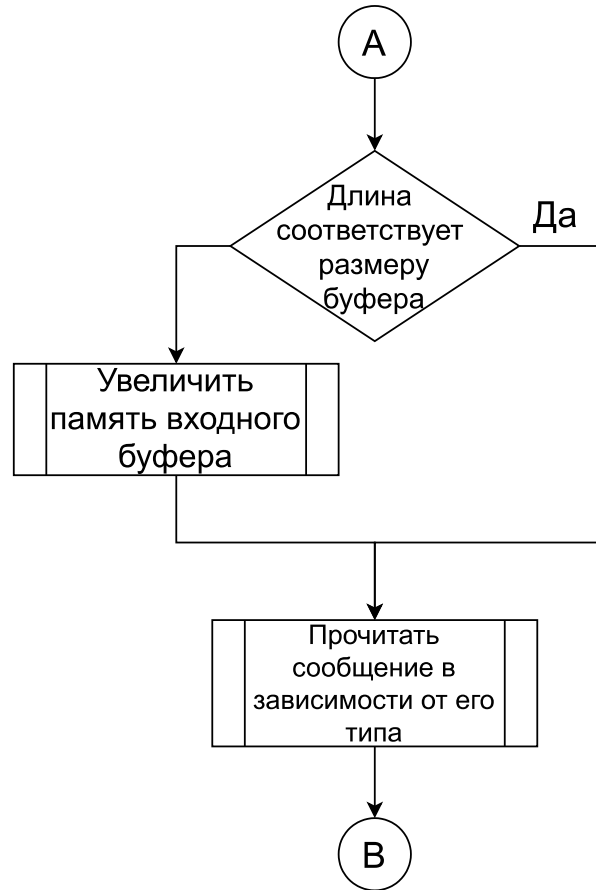 A
Длина
соответствует
размеру
буфера
Да
Увеличить
память входного
буфера
Прочитать
сообщение в
зависимости от его
типа
B